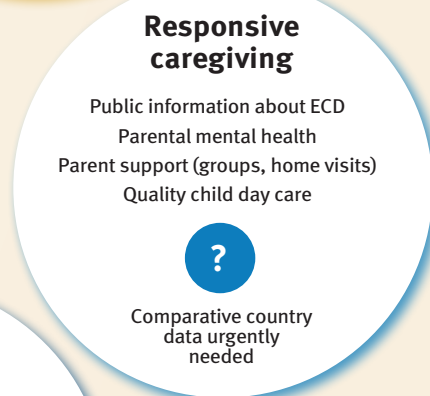 Responsive
caregiving
Public information about ECD
Parental mental health
Parent support (groups, home visits)
Quality child day care
?
Comparative country
data urgently
needed